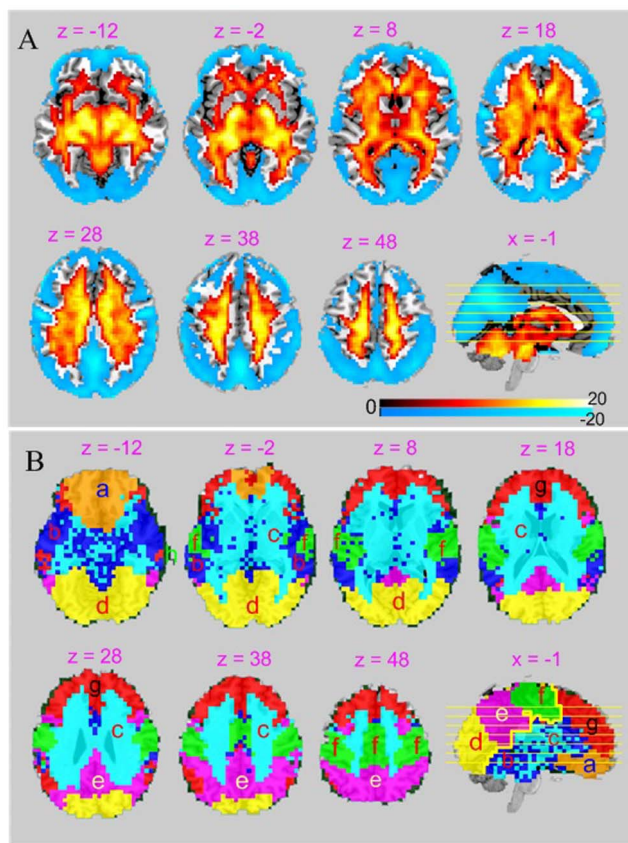 A
z = -12 z = -2 z = 8 z = 18
z = 28 z = 38 z = 48 x = -1
0 20
-20
B
z = -12 z = -2 z = 8 z = 18
a g
b f c f c
b b f f
d d
z = 28 z = 38 z = 48 x = -1
g f
c c f f f e g
d c
e e e b a